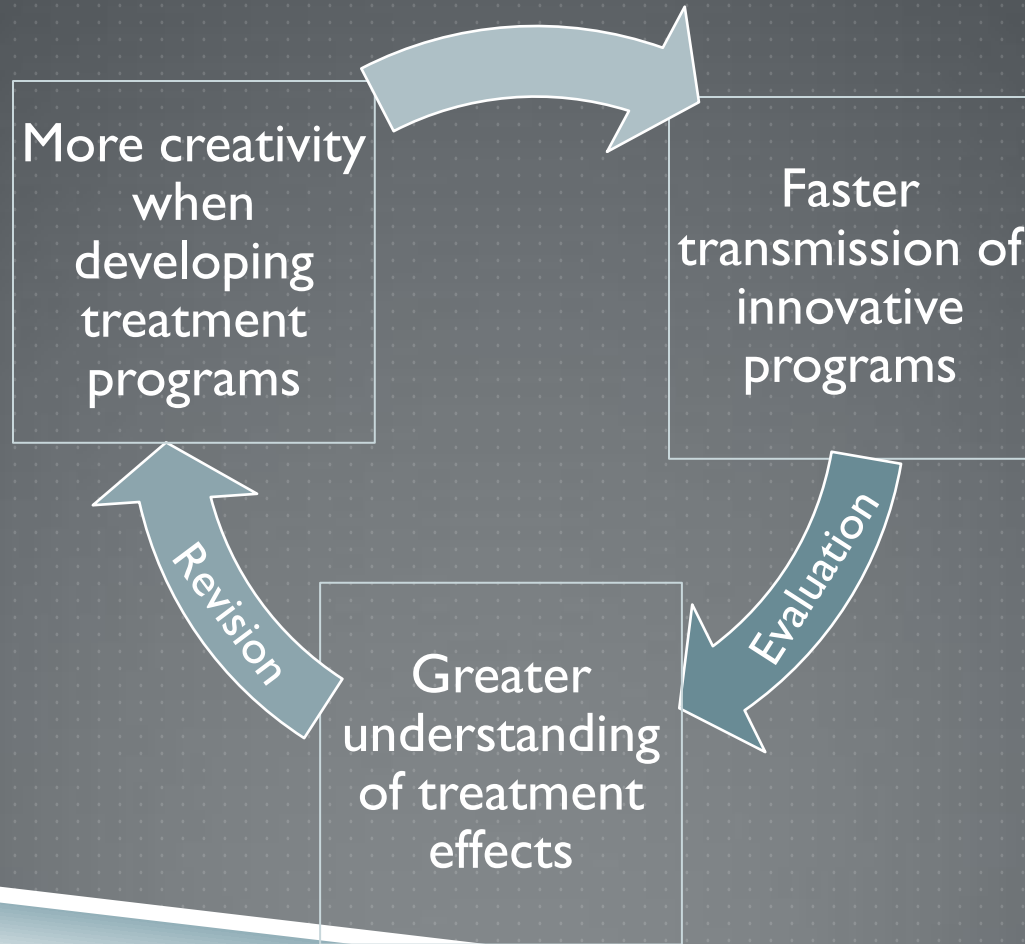 More creativity
when
developing
treatment
programs
Faster
transmission of
innovative
programs
Evaluation
Greater
understanding
of treatment
effects
Revision